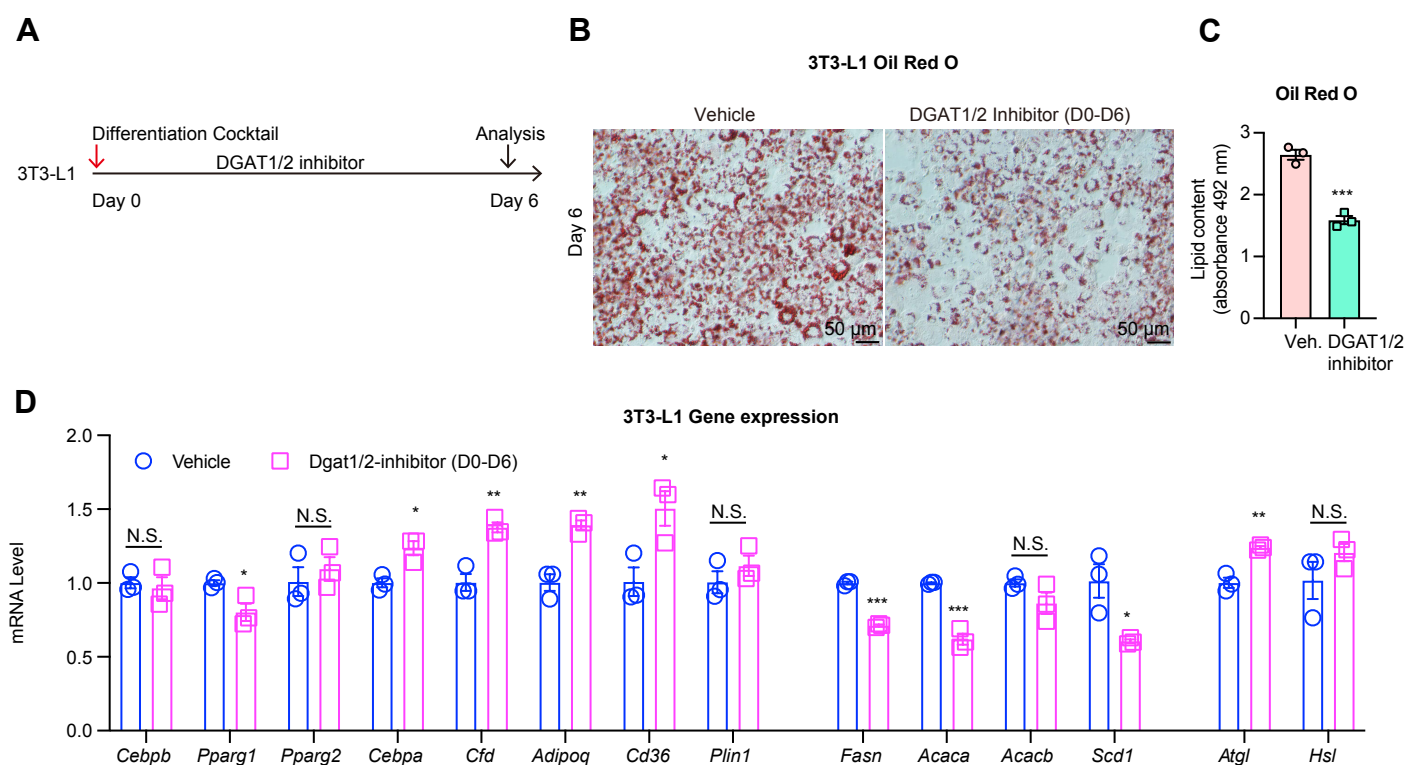 A
Differentiation Cocktail
Analysis
DGAT1/2 inhibitor
3T3-L1
Day 0
Day 6
B
3T3-L1 Oil Red O
Vehicle
DGAT1/2 Inhibitor (D0-D6)
Day 6
50 µm
50 µm
C
Oil Red O
Lipid content
(absorbance 492 nm)
3
2
1
0
***
Veh.
DGAT1/2
inhibitor
D
3T3-L1 Gene expression
mRNA Level
2.0
1.5
1.0
0.5
0.0
Vehicle
Dgat1/2-inhibitor (D0-D6)
N.S.
*
N.S.
*
**
**
*
N.S.
***
***
N.S.
*
**
N.S.
Cebpb
Pparg1
Pparg2
Cebpa
Cfd
Adipoq
Cd36
Plin1
Fasn
Acaca
Acacb
Scd1
Atgl
Hsl